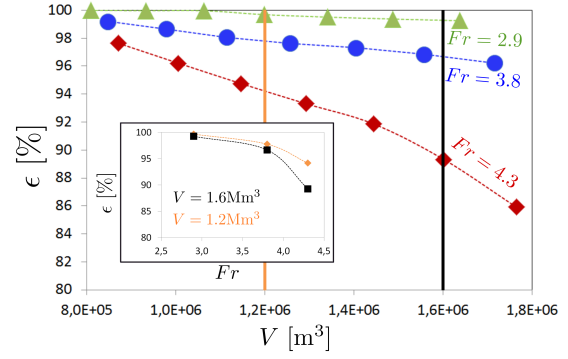 100
98
96
94
92
90
88
86
84
82
80
ϵ [%]
Fr = 2.9
Fr = 3.8
Fr = 4.3
100
95
90
85
80
ϵ [%]
V = 1.6Mm³
V = 1.2Mm³
2,5 3,0 3,5 4,0 4,5
Fr
8,0E+05 1,0E+06 1,2E+06 1,4E+06 1,6E+06 1,8E+06
V [m³]